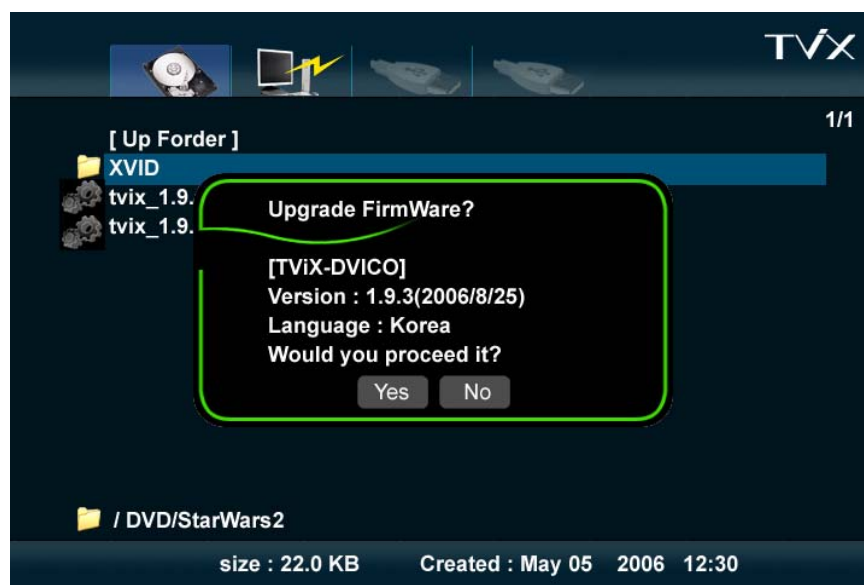 TViX
1/1
[ Up Forder ]
XVID
tvix_1.9.
tvix_1.9.
Upgrade FirmWare?
[TViX-DVICO]
Version : 1.9.3(2006/8/25)
Language : Korea
Would you proceed it?
Yes No
/ DVD/StarWars2
size : 22.0 KB Created : May 05 2006 12:30